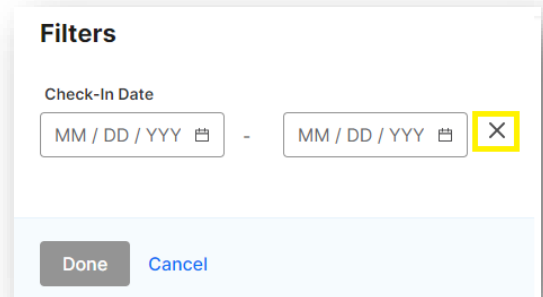 Filters
Check-In Date
MM / DD / YYY - MM / DD / YYY
Done Cancel